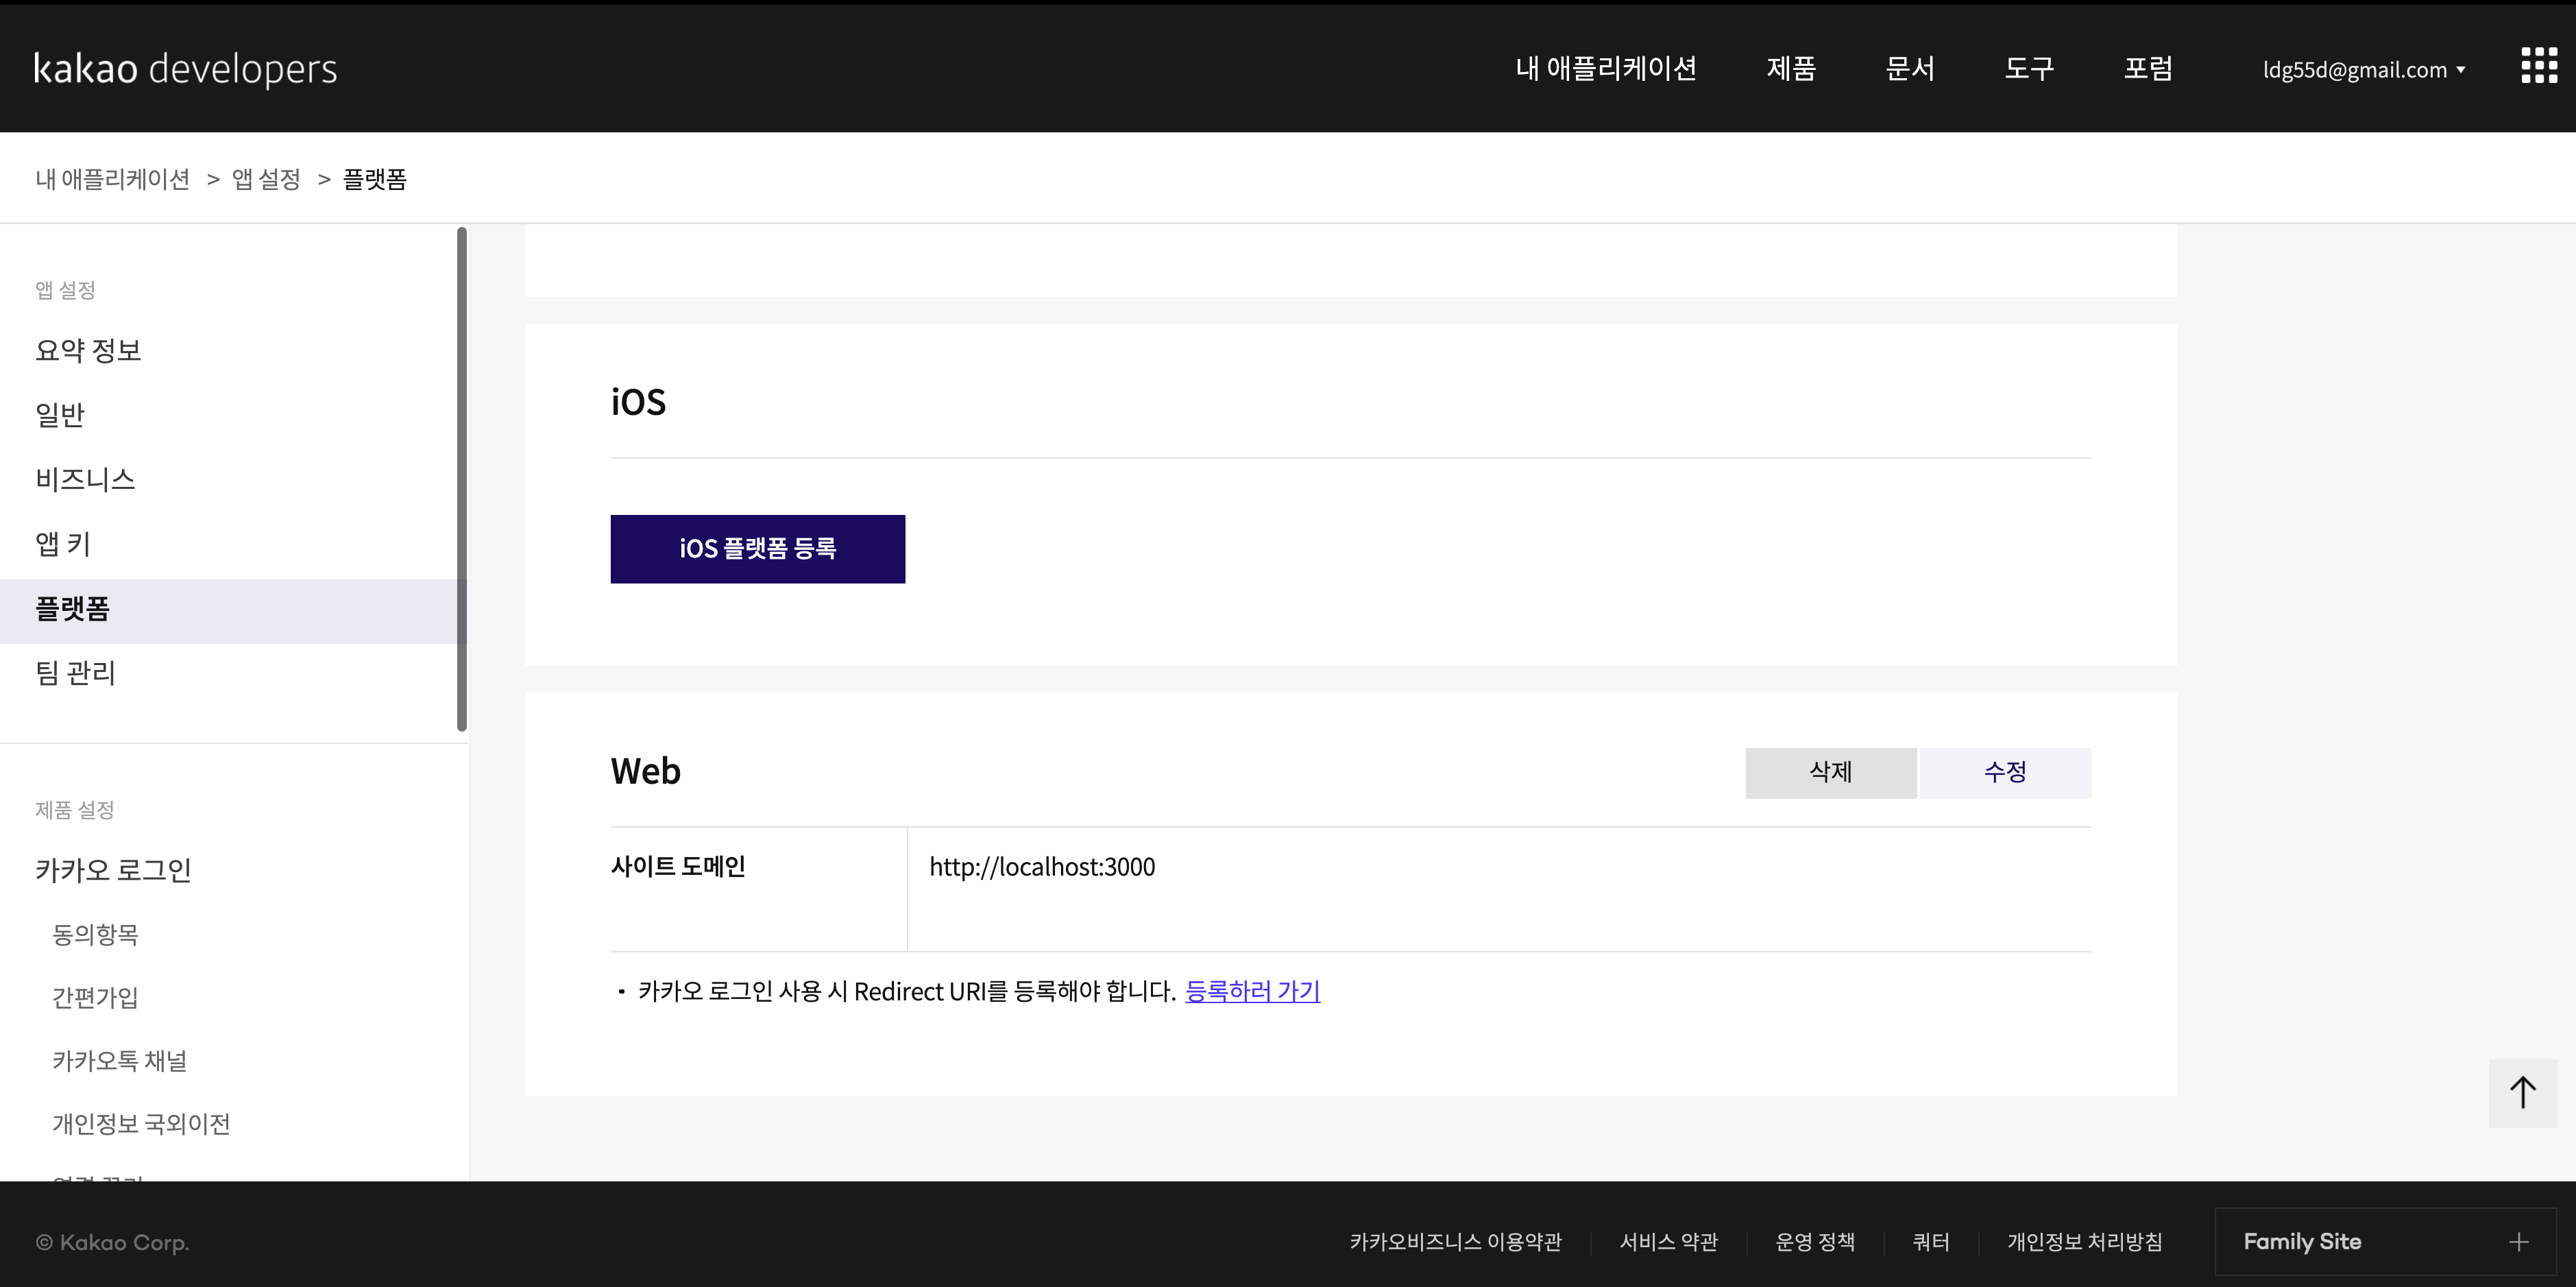 kakao developers
내 애플리케이션 제품 문서 도구 포럼 ldg55d@gmail.com
내 애플리케이션 > 앱 설정 > 플랫폼
앱 설정
요약 정보
일반
비즈니스
앱 키
플랫폼
팀 관리
제품 설정
카카오 로그인
동의항목
간편가입
카카오톡 채널
개인정보 국외이전
iOS
iOS 플랫폼 등록
Web
삭제 수정
사이트 도메인 http://localhost:3000
· 카카오 로그인 사용 시 Redirect URI를 등록해야 합니다. 등록하러 가기
© Kakao Corp.
카카오비즈니스 이용약관 서비스 약관 운영 정책 쿼터 개인정보 처리방침 Family Site +